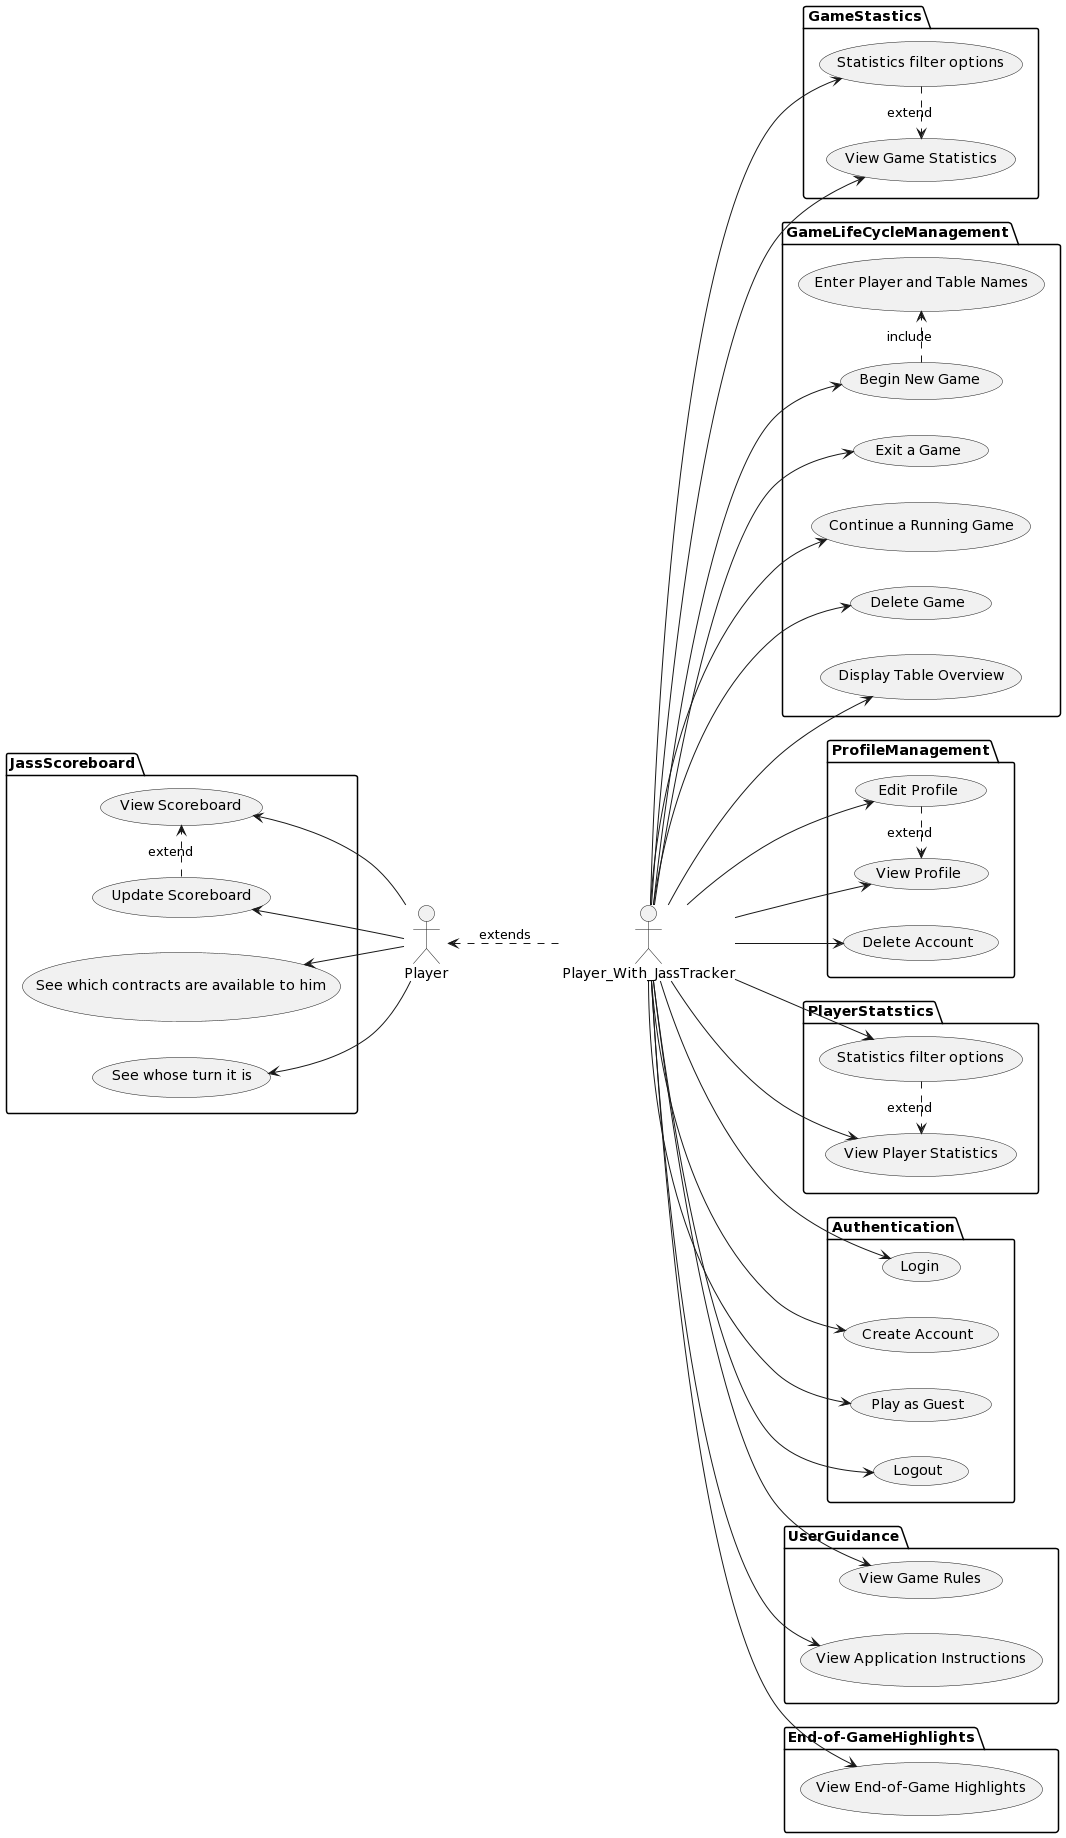 GameStastics
Statistics filter options
extend
View Game Statistics
GameLifeCycleManagement
Enter Player and Table Names
include
Begin New Game
Exit a Game
Continue a Running Game
Delete Game
Display Table Overview
JassScoreboard
View Scoreboard
extend
Update Scoreboard
See which contracts are available to him
See whose turn it is
Player
extends
Player_With_JassTracker
ProfileManagement
Edit Profile
extend
View Profile
Delete Account
PlayerStatstics
Statistics filter options
extend
View Player Statistics
Authentication
Login
Create Account
Play as Guest
Logout
UserGuidance
View Game Rules
View Application Instructions
End-of-GameHighlights
View End-of-Game Highlights